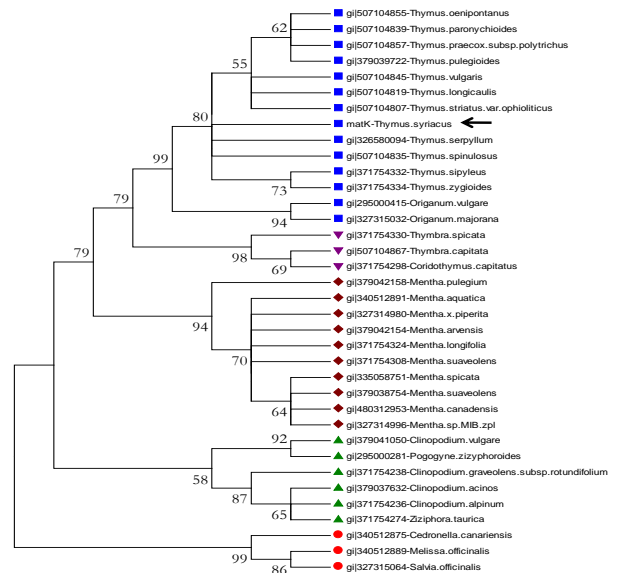 gi|507104855-Thymus.oenipontanus
62
gi|507104839-Thymus.paronychioides
gi|507104857-Thymus.praecox.subsp.polytrichus
gi|379039722-Thymus.pulegioides
55
gi|507104845-Thymus.vulgaris
gi|507104819-Thymus.longicaulis
gi|507104807-Thymus.striatus.var.ophioliticus
80
matK-Thymus.syriacus
gi|326580094-Thymus.serpyllum
gi|507104835-Thymus.spinulosus
99
gi|371754332-Thymus.sipyleus
73
gi|371754334-Thymus.zygioides
79
gi|295000415-Origanum.vulgare
94
gi|327315032-Origanum.majorana
gi|371754330-Thymbra.spicata
98
gi|507104867-Thymbra.capitata
69
gi|371754298-Coridothymus.capitatus
79
gi|379042158-Mentha.pulegium
94
gi|340512891-Mentha.aquatica
gi|327314980-Mentha.x.piperita
gi|379042154-Mentha.arvensis
70
gi|371754324-Mentha.longifolia
gi|371754308-Mentha.suaveolens
gi|335058751-Mentha.spicata
gi|379038754-Mentha.suaveolens
64
gi|480312953-Mentha.canadensis
gi|327314996-Mentha.sp.MIB.zpl
92
gi|379041050-Clinopodium.vulgare
gi|295000281-Pogogyne.zizyphoroides
58
gi|371754238-Clinopodium.graveolens.subsp.rotundifolium
87
gi|379037632-Clinopodium.acinos
gi|371754236-Clinopodium.alpinum
65
gi|371754274-Ziziphora.taurica
gi|340512875-Cedronella.canariensis
99
gi|340512889-Melissa.officinalis
86
gi|327315064-Salvia.officinalis